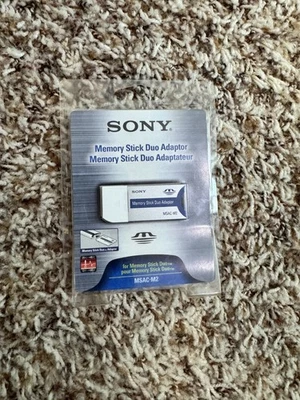 SONY
Memory Stick Duo Adaptor
Memory Stick Duo Adaptateur
SONY
Memory Stick Duo Adaptor
MSAC-M2
for Memory Stick Duo
pour Memory Stick Duo
MSAC-M2